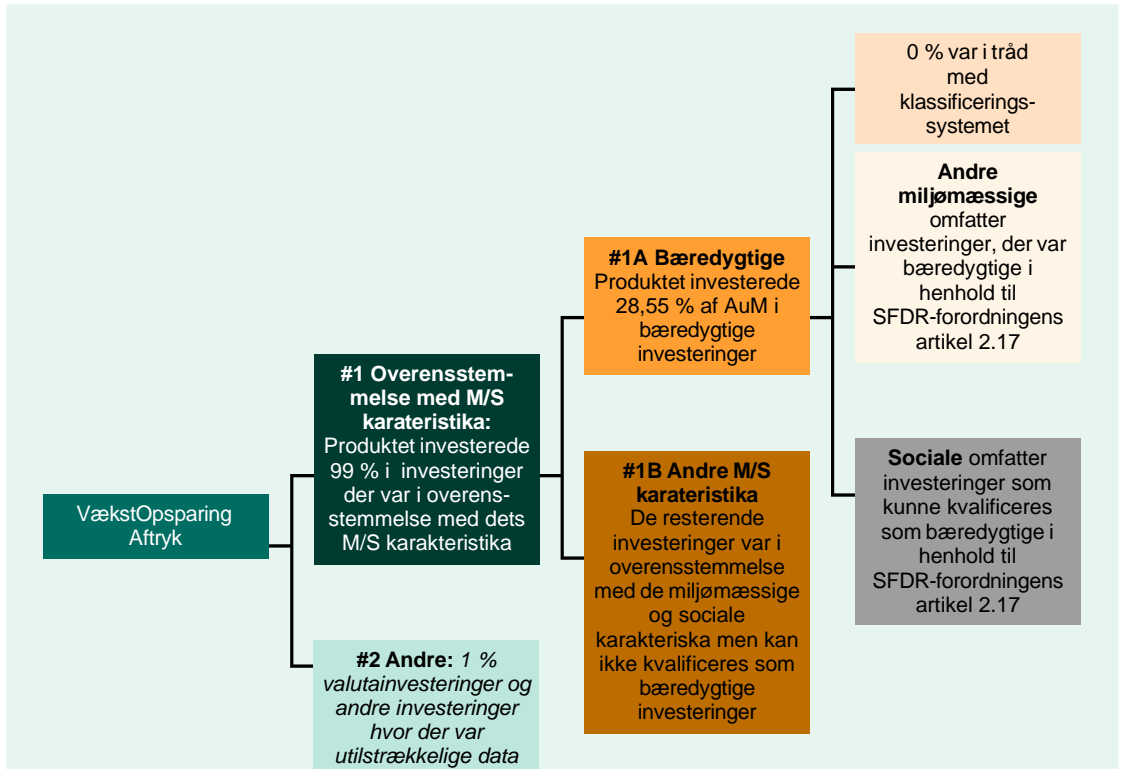 VækstOpsparing
Aftryk
#1 Overensstem-
melse med M/S
karateristika:
Produktet investerede
99 % i investeringer
der var i overens-
stemmelse med dets
M/S karakteristika
#2 Andre: 1 %
valutainvesteringer og
andre investeringer
hvor der var
utilstrækkelige data
#1A Bæredygtige
Produktet investerede
28,55 % af AuM i
bæredygtige
investeringer
#1B Andre M/S
karateristika
De resterende
investeringer var i
overensstemmelse
med de miljømæssige
og sociale
karakteriska men kan
ikke kvalificeres som
bæredygtige
investeringer
0 % var i tråd
med
klassificerings-
systemet
Andre
miljømæssige
omfatter
investeringer, der var
bæredygtige i
henhold til
SFDR-forordningens
artikel 2.17
Sociale omfatter
investeringer som
kunne kvalificeres
som bæredygtige i
henhold til
SFDR-forordningens
artikel 2.17